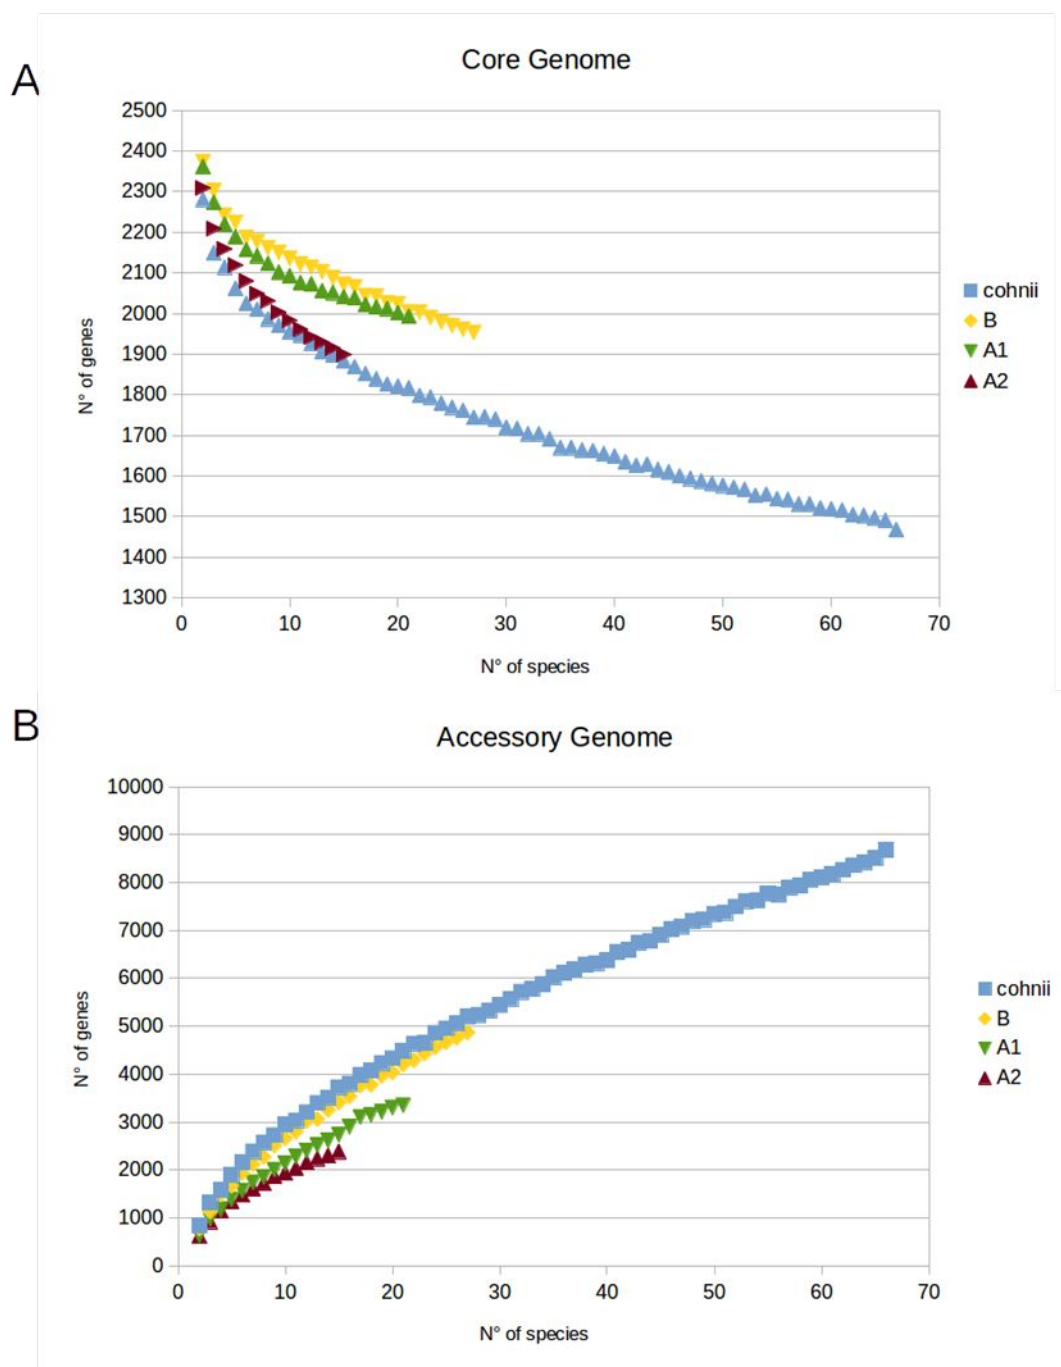 A
Core Genome
2500
2400
2300
2200
2100
2000
1900
1800
1700
1600
1500
1400
1300
N° of genes
0 10 20 30 40 50 60 70
N° of species
cohnii
B
A1
A2
B
Accessory Genome
10000
9000
8000
7000
6000
5000
4000
3000
2000
1000
0
N° of genes
0 10 20 30 40 50 60 70
N° of species
cohnii
B
A1
A2